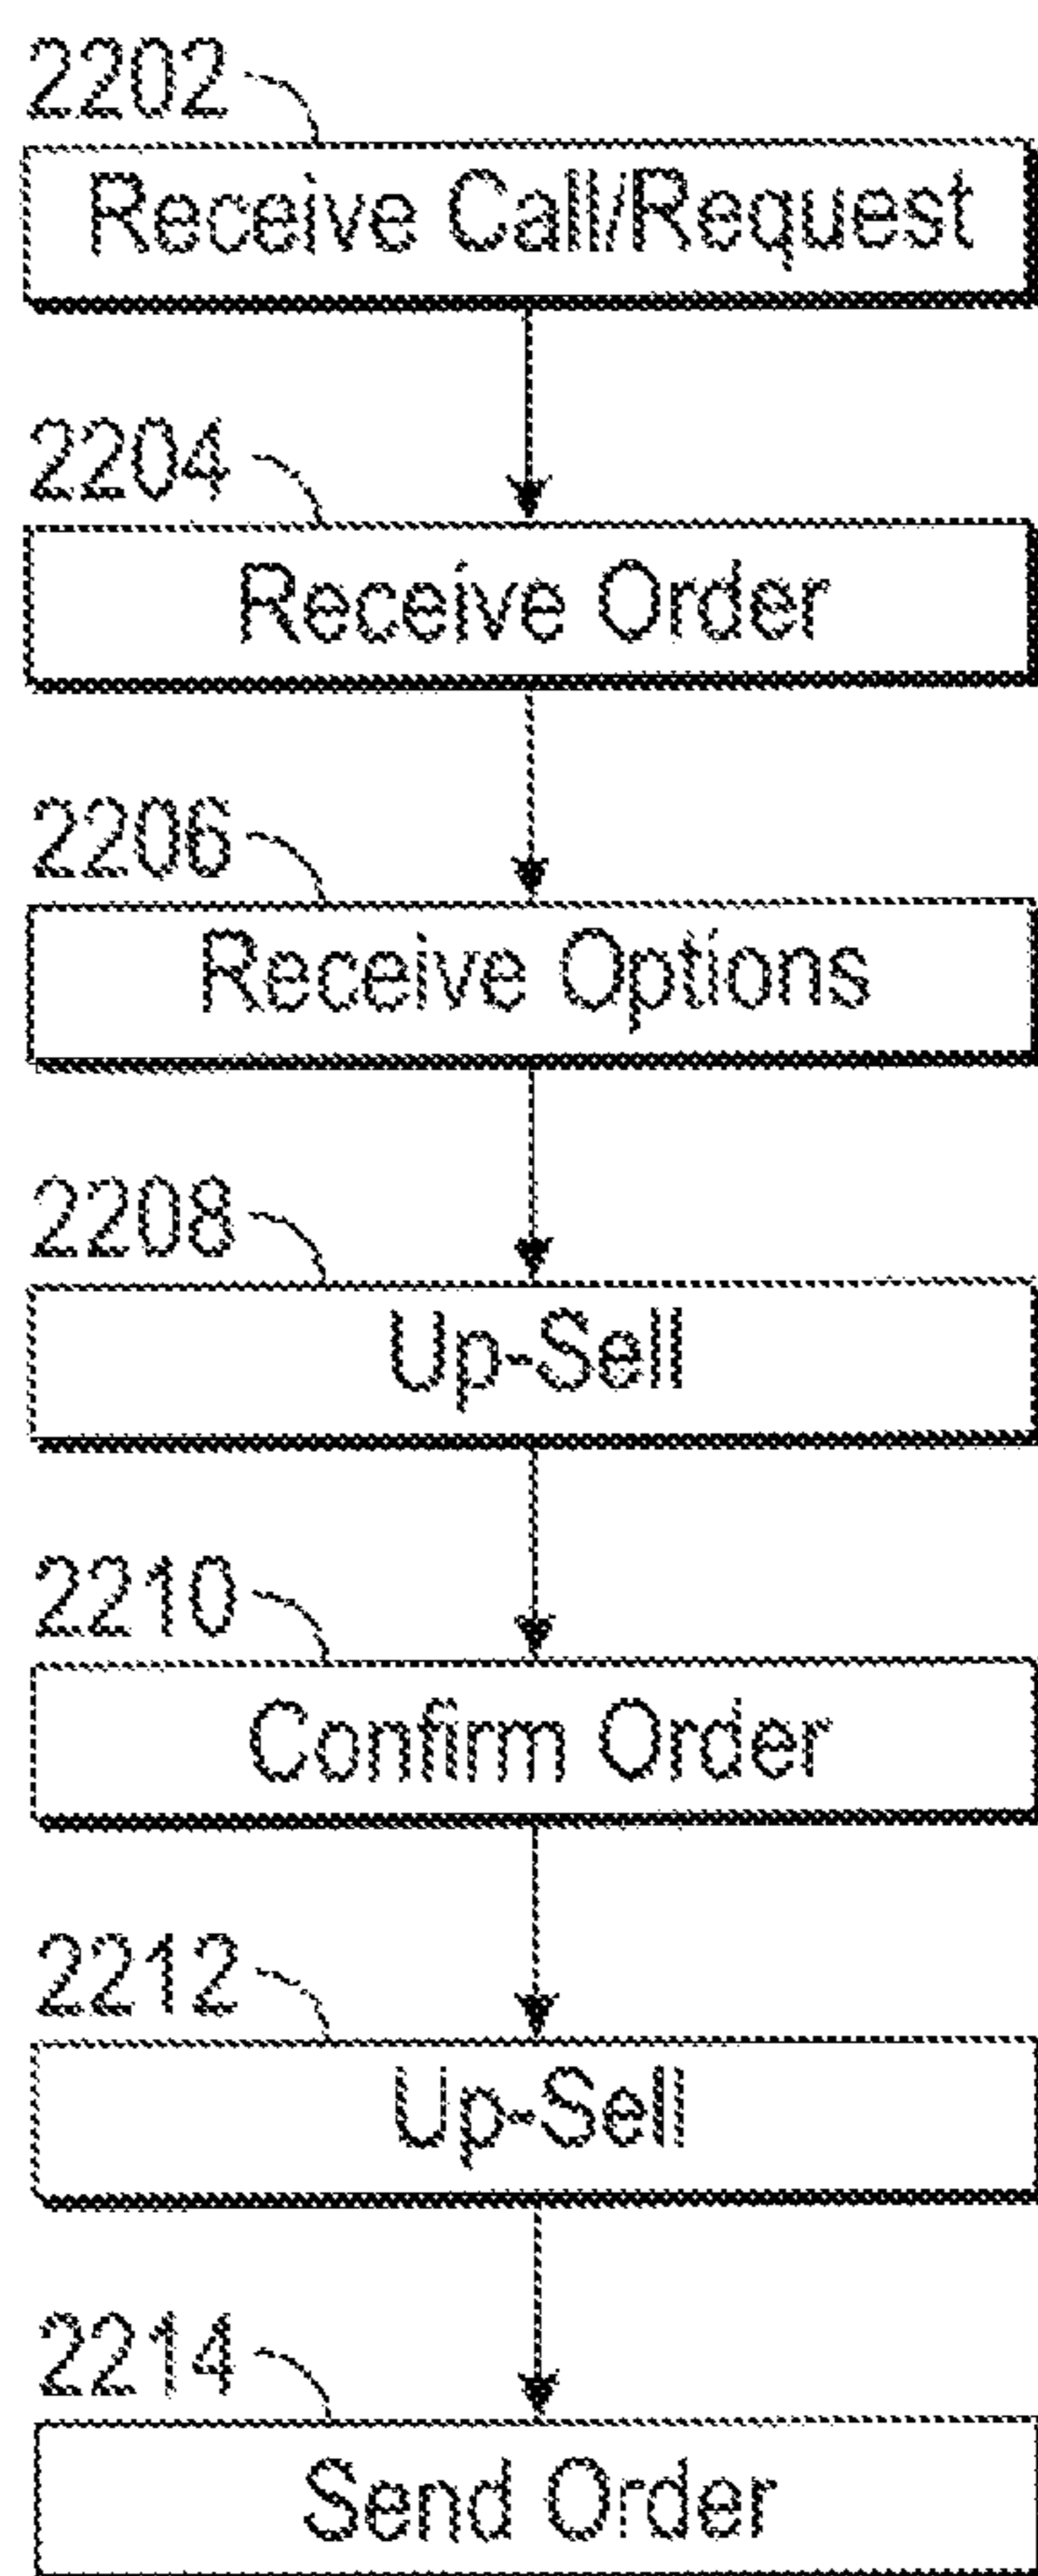 2202
Receive Call/Request
2204
Receive Order
2206
Receive Options
2208
Up-Sell
2210
Confirm Order
2212
Up-Sell
2214
Send Order